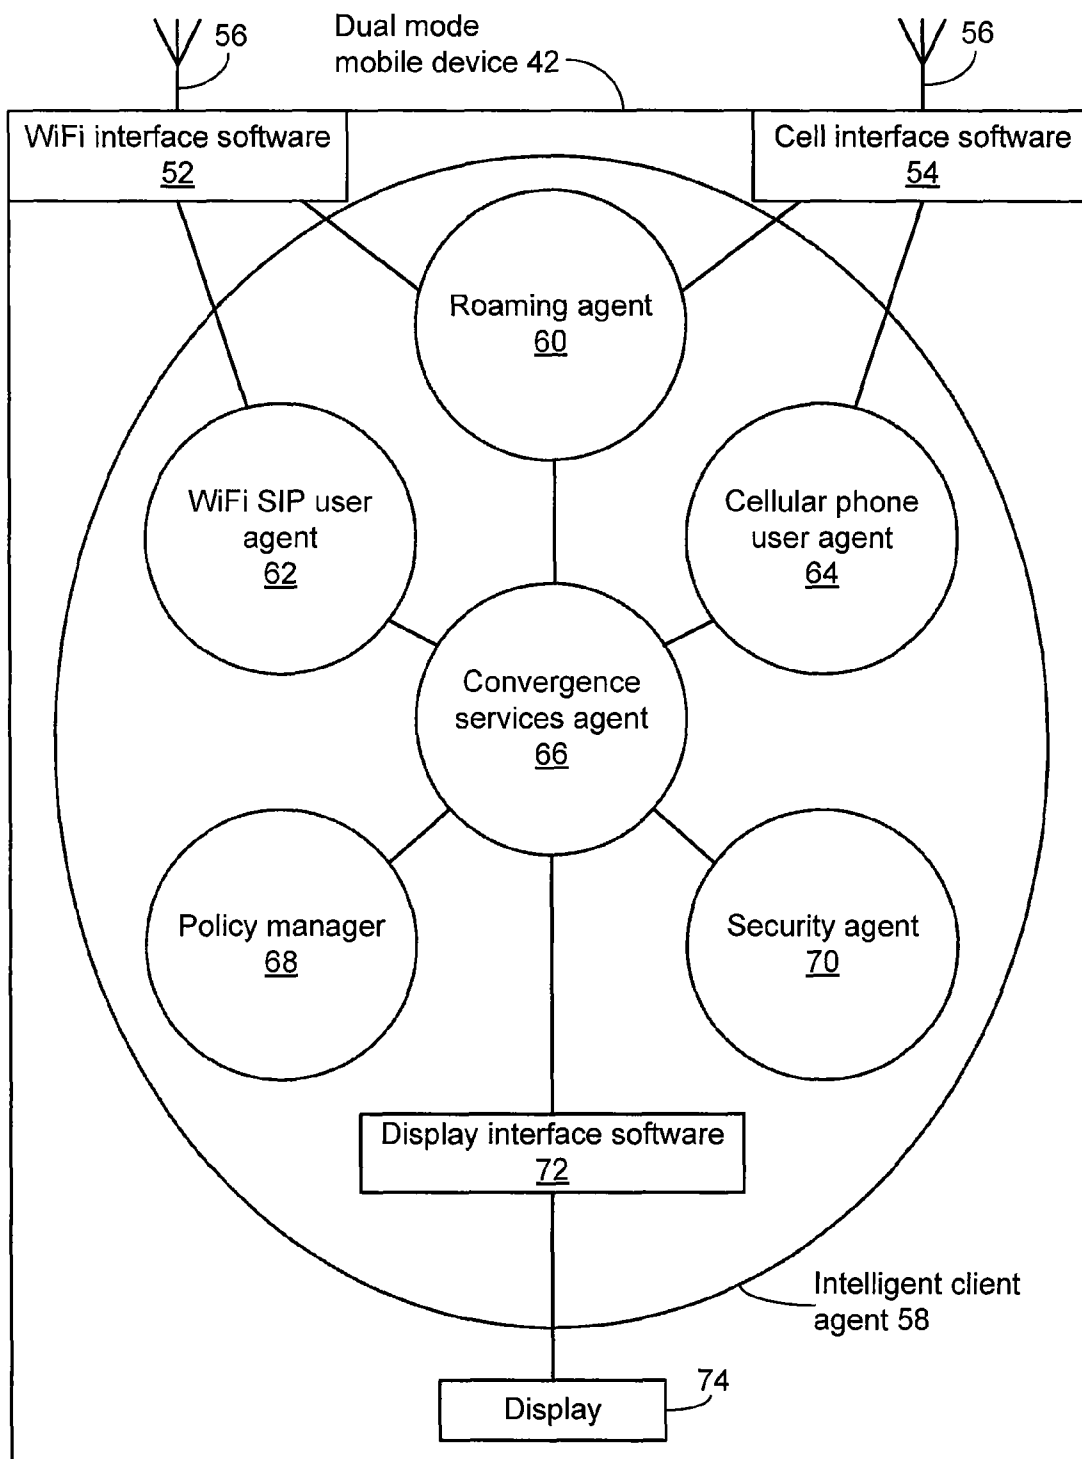 56
Dual mode
mobile device 42
56
WiFi interface software
52
Cell interface software
54
Roaming agent
60
WiFi SIP user
agent
62
Cellular phone
user agent
64
Convergence
services agent
66
Policy manager
68
Security agent
70
Display interface software
72
Intelligent client
agent 58
74
Display